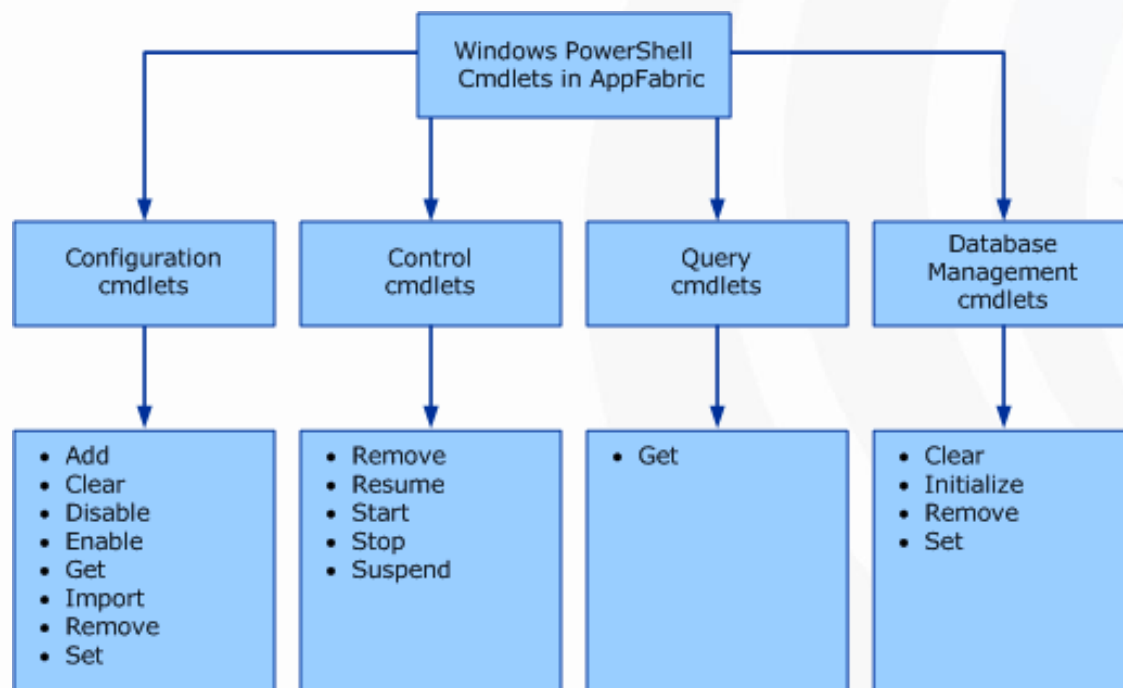 Windows PowerShell
Cmdlets in AppFabric
Configuration
cmdlets
Control
cmdlets
Query
cmdlets
Database
Management
cmdlets
• Add
• Clear
• Disable
• Enable
• Get
• Import
• Remove
• Set
• Remove
• Resume
• Start
• Stop
• Suspend
• Get
• Clear
• Initialize
• Remove
• Set